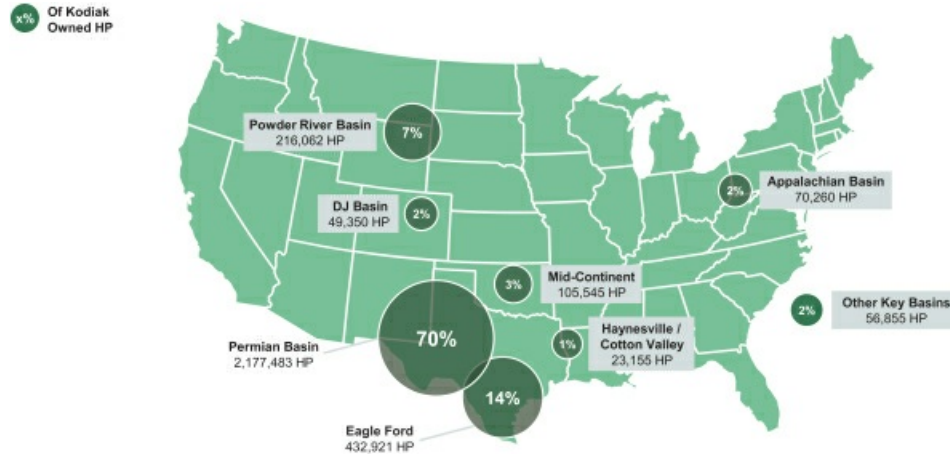 x%
Of Kodiak
Owned HP
Powder River Basin
216,062 HP
7%
DJ Basin
49,350 HP
2%
2%
Appalachian Basin
70,260 HP
3%
Mid-Continent
105,545 HP
2%
Other Key Basins
56,855 HP
Permian Basin
2,177,483 HP
70%
1%
Haynesville /
Cotton Valley
23,155 HP
14%
Eagle Ford
432,921 HP